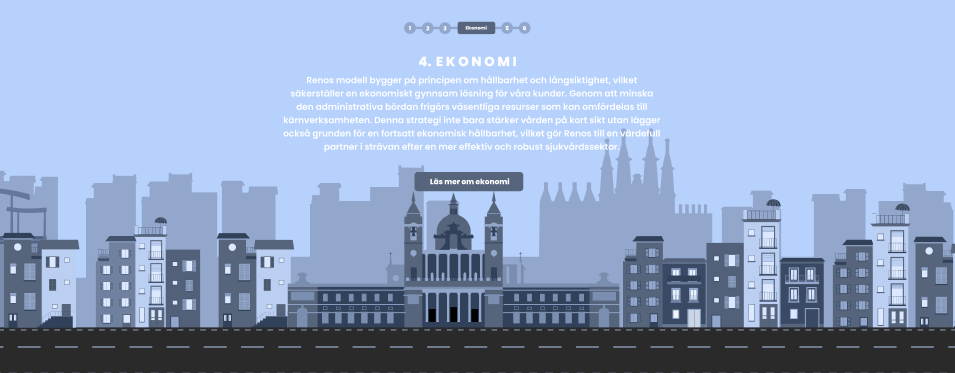 1 2 3 Ekonomi 5 6
4. EKONOMI
Renos modell bygger på principen om hållbarhet och långsiktighet, vilket
säkerställer en ekonomiskt gynnsam lösning för våra kunder. Genom att minska
den administrativa bördan frigörs väsentliga resurser som kan omfördelas till
kärnverksamheten. Denna strategi inte bara stärker vården på kort sikt utan lägger
också grunden för en fortsatt ekonomisk hållbarhet, vilket gör Renos till en värdefull
partner i strävan efter en mer effektiv och robust sjukvårdssektor.
Läs mer om ekonomi